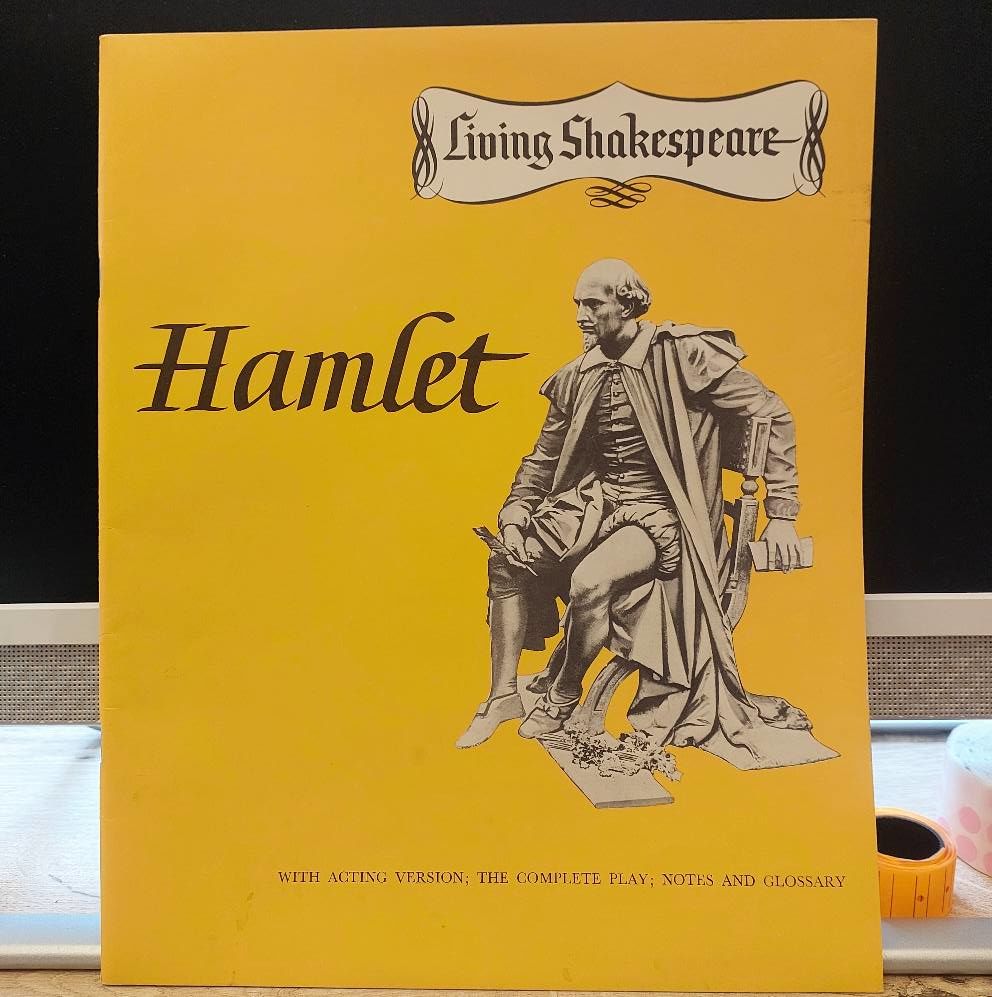 Living Shakespeare
Hamlet
WITH ACTING VERSION; THE COMPLETE PLAY; NOTES AND GLOSSARY